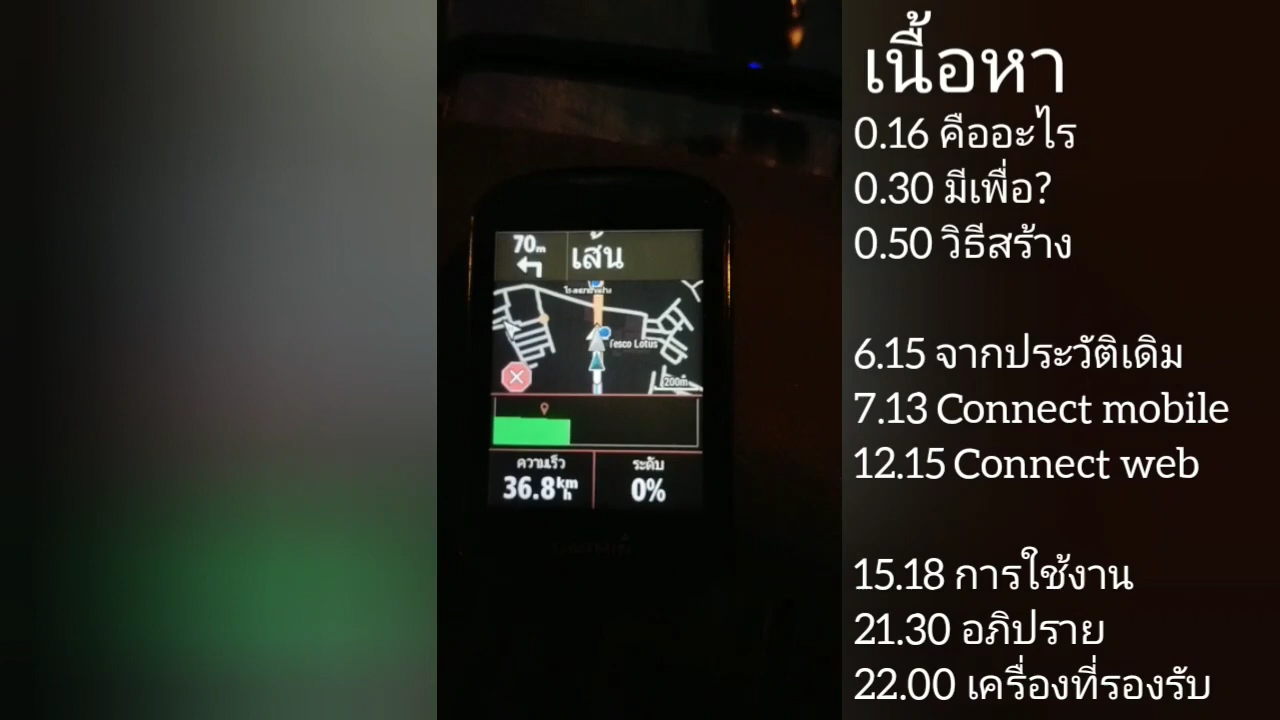 70m
เส้น
Tesco Lotus
200m
ความเร็ว
36.8 km/h
ระดับ
0%
GARMIN
เนื้อหา
0.16 คืออะไร
0.30 มีเพื่อ?
0.50 วิธีสร้าง
6.15 จากประวัติเดิม
7.13 Connect mobile
12.15 Connect web
15.18 การใช้งาน
21.30 อภิปราย
22.00 เครื่องที่รองรับ